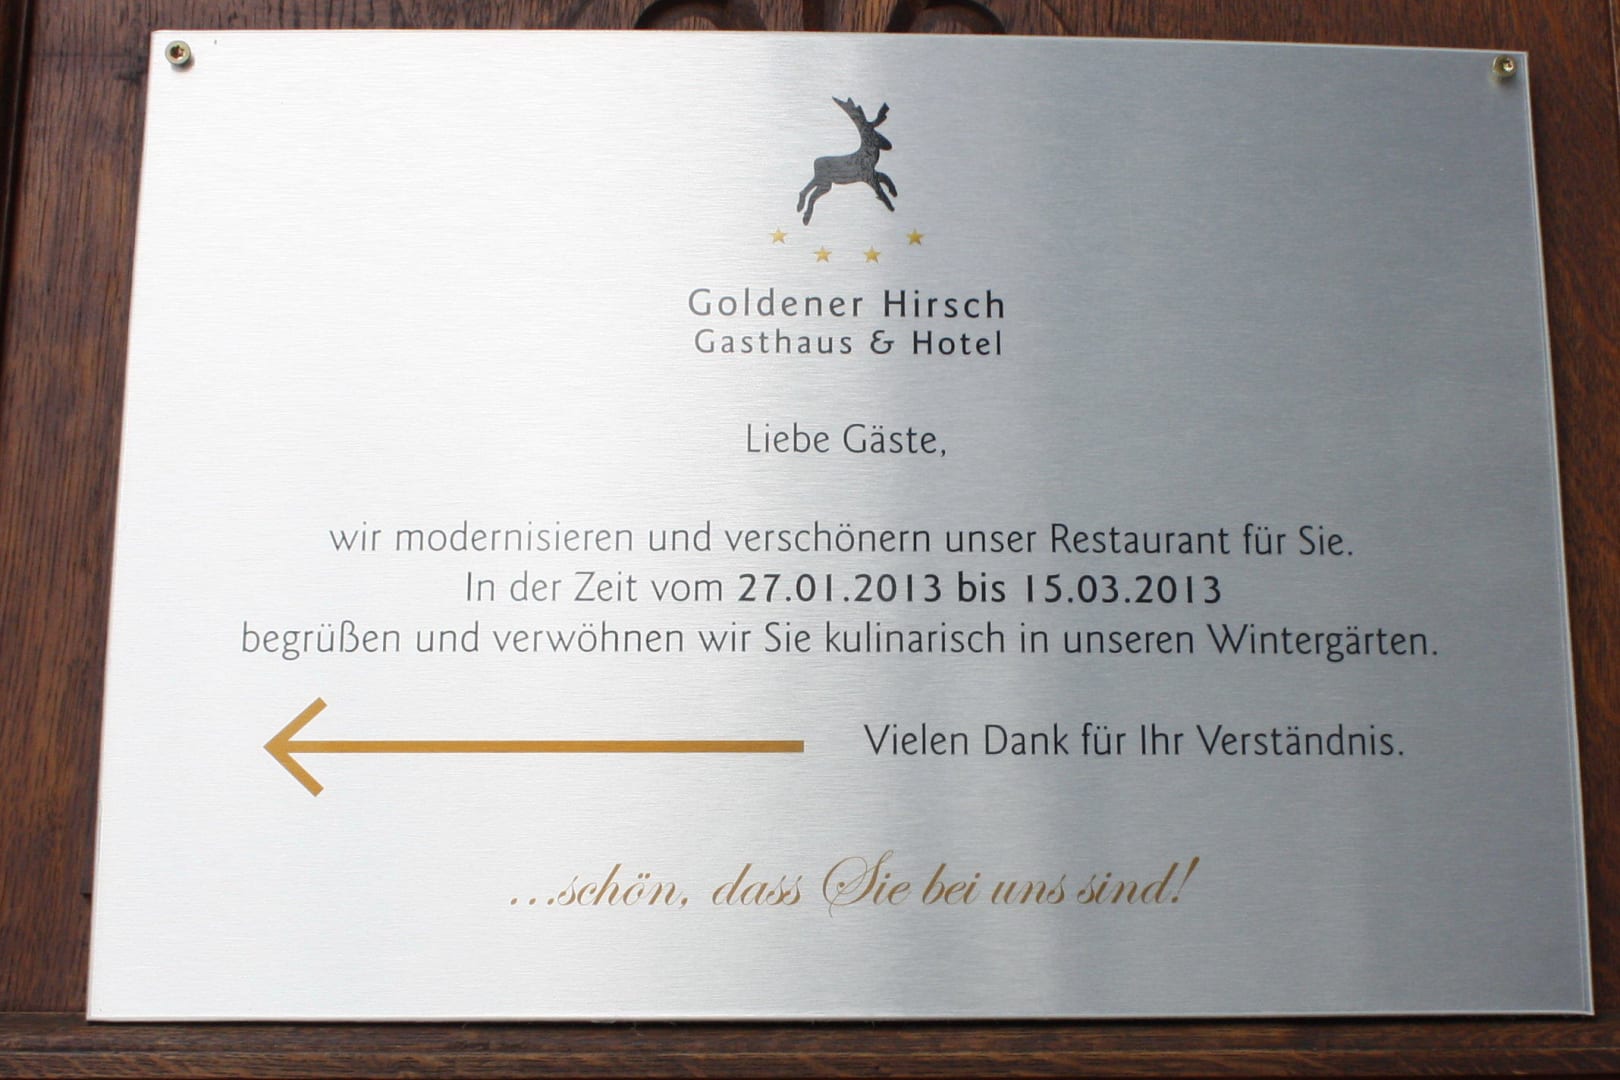 Goldener Hirsch
Gasthaus & Hotel
Liebe Gäste,
wir modernisieren und verschönern unser Restaurant für Sie.
In der Zeit vom 27.01.2013 bis 15.03.2013
begrüßen und verwöhnen wir Sie kulinarisch in unseren Wintergärten.
Vielen Dank für Ihr Verständnis.
...schön, dass Sie bei uns sind!